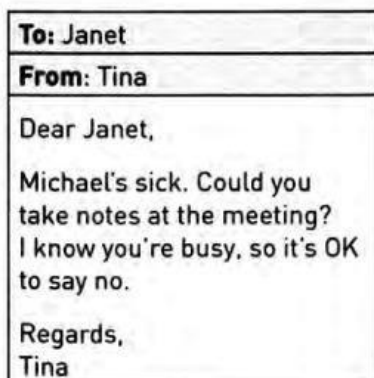 To: Janet
From: Tina
Dear Janet,
Michael's sick. Could you
take notes at the meeting?
I know you're busy, so it's OK
to say no.
Regards,
Tina